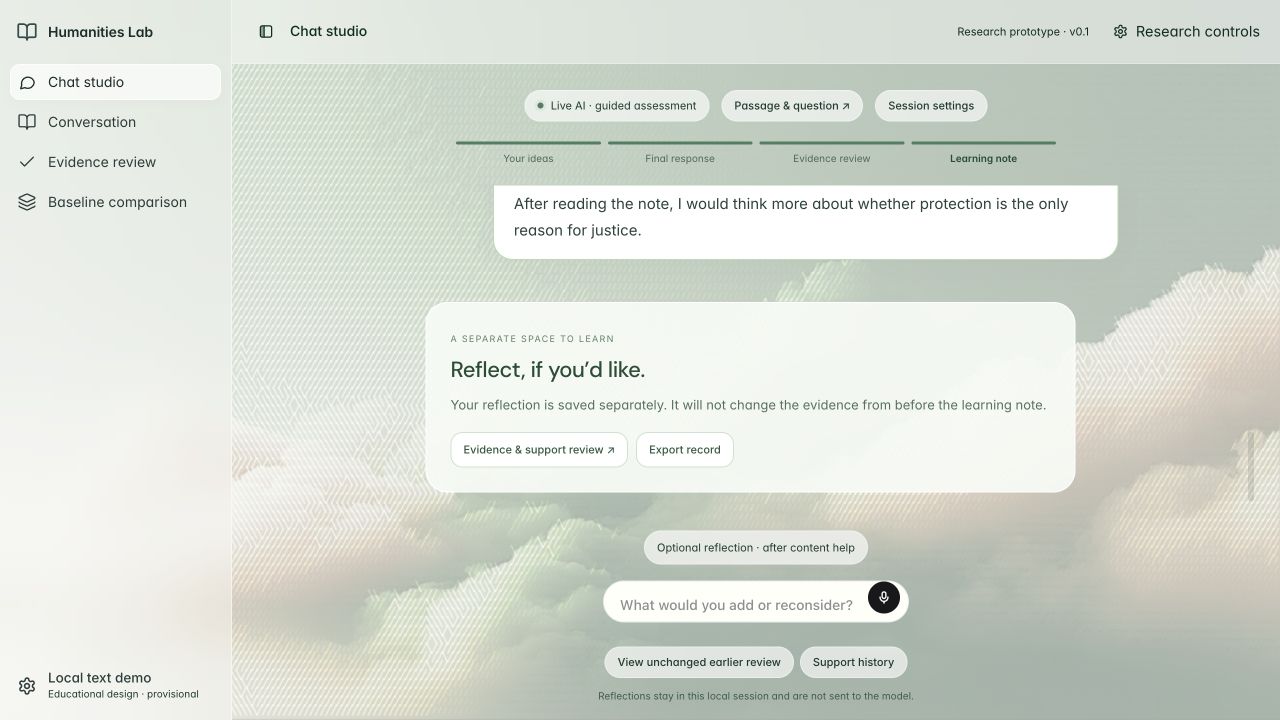 Humanities Lab
Chat studio
Conversation
Evidence review
Baseline comparison
Local text demo
Educational design · provisional
Chat studio
Research prototype · v0.1
Research controls
Live AI · guided assessment
Passage & question ↗
Session settings
Your ideas
Final response
Evidence review
Learning note
After reading the note, I would think more about whether protection is the only
reason for justice.
A SEPARATE SPACE TO LEARN
Reflect, if you’d like.
Your reflection is saved separately. It will not change the evidence from before the learning note.
Evidence & support review ↗
Export record
Optional reflection · after content help
What would you add or reconsider?
View unchanged earlier review
Support history
Reflections stay in this local session and are not sent to the model.